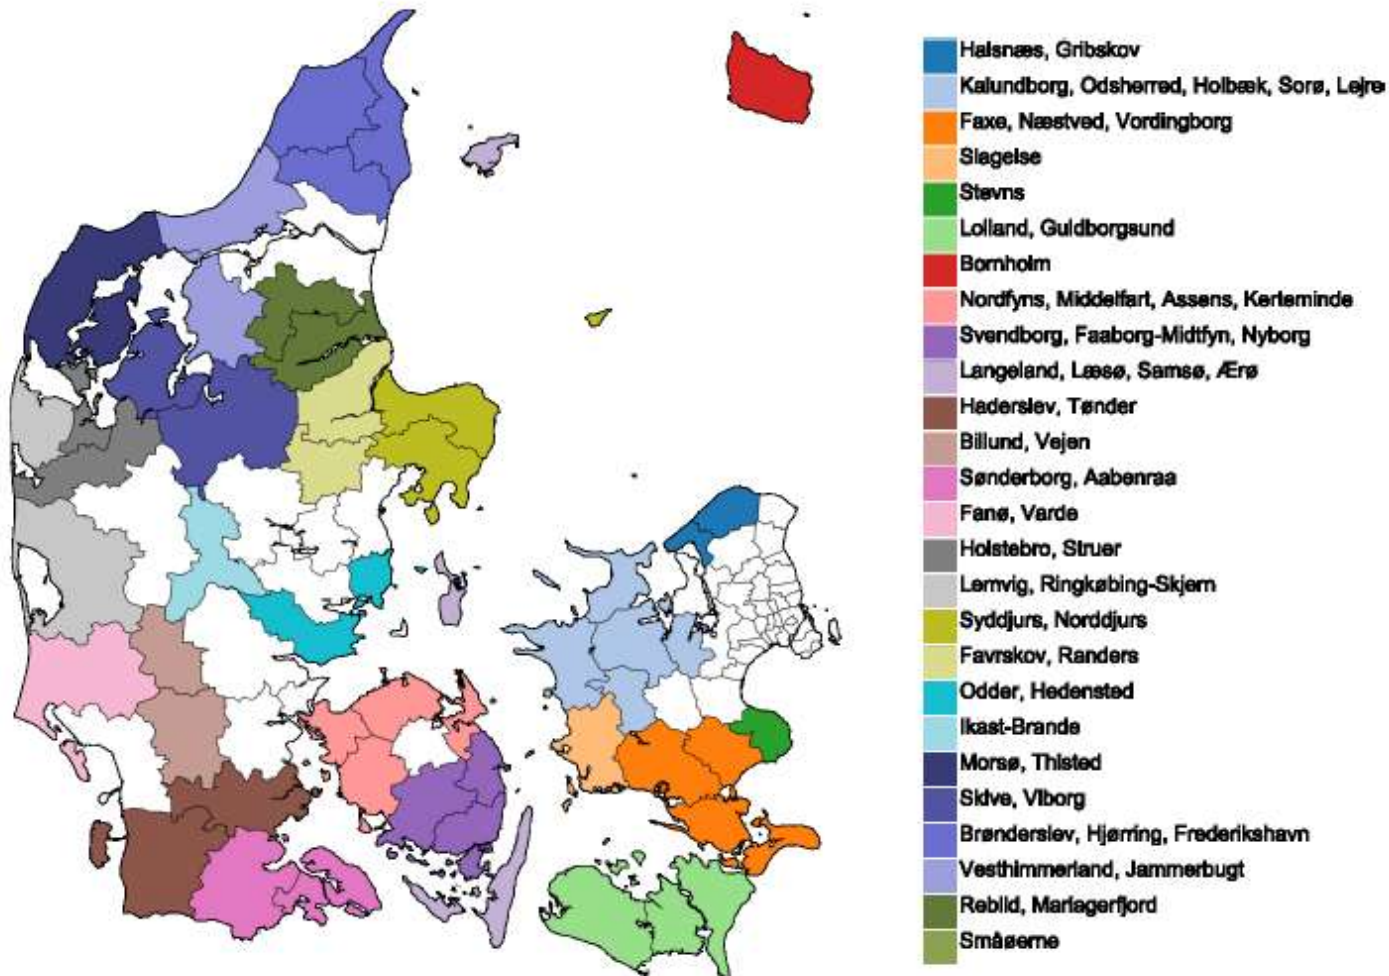 Halsnæs, Gribskov
Kalundborg, Odsherred, Holbæk, Sorø, Lejre
Faxe, Næstved, Vordingborg
Slagelse
Stevns
Lolland, Guldborgsund
Bornholm
Nordfyns, Middelfart, Assens, Kerteminde
Svendborg, Faaborg-Midtfyn, Nyborg
Langeland, Læsø, Samsø, Ærø
Haderslev, Tønder
Billund, Vejen
Sønderborg, Aabenraa
Fanø, Varde
Holstebro, Struer
Lemvig, Ringkøbing-Skjern
Syddjurs, Norddjurs
Favrskov, Randers
Odder, Hedensted
Ikast-Brande
Morsø, Thisted
Skive, Viborg
Brønderslev, Hjørring, Frederikshavn
Vesthimmerland, Jammerbugt
Rebild, Mariagerfjord
Småøerne